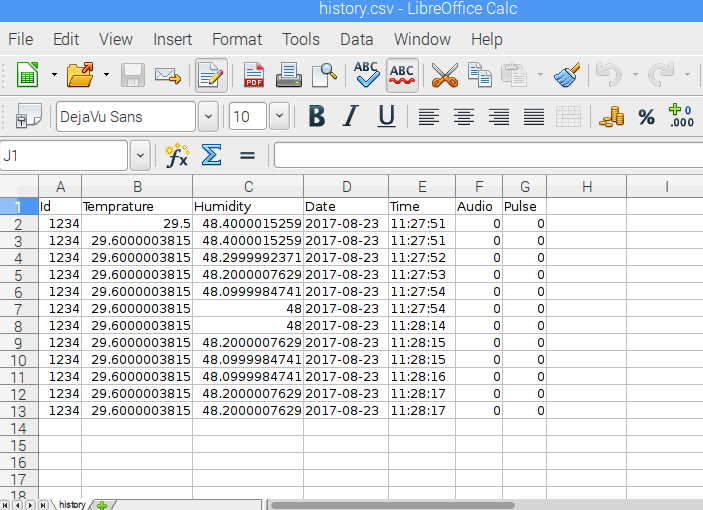 history.csv - LibreOffice Calc
File Edit View Insert Format Tools Data Window Help
PDF ABC ABC
DejaVu Sans 10 B I U % 0 .000
J1 fx Σ =
A B C D E F G H I
1 Id Temprature Humidity Date Time Audio Pulse
2 1234 29.5 48.4000015259 2017-08-23 11:27:51 0 0
3 1234 29.6000003815 48.4000015259 2017-08-23 11:27:51 0 0
4 1234 29.6000003815 48.2999992371 2017-08-23 11:27:52 0 0
5 1234 29.6000003815 48.2000007629 2017-08-23 11:27:53 0 0
6 1234 29.6000003815 48.0999984741 2017-08-23 11:27:54 0 0
7 1234 29.6000003815 48 2017-08-23 11:27:54 0 0
8 1234 29.6000003815 48 2017-08-23 11:28:14 0 0
9 1234 29.6000003815 48.2000007629 2017-08-23 11:28:15 0 0
10 1234 29.6000003815 48.0999984741 2017-08-23 11:28:15 0 0
11 1234 29.6000003815 48.0999984741 2017-08-23 11:28:16 0 0
12 1234 29.6000003815 48.2000007629 2017-08-23 11:28:17 0 0
13 1234 29.6000003815 48.2000007629 2017-08-23 11:28:17 0 0
14
15
16
17
18
history